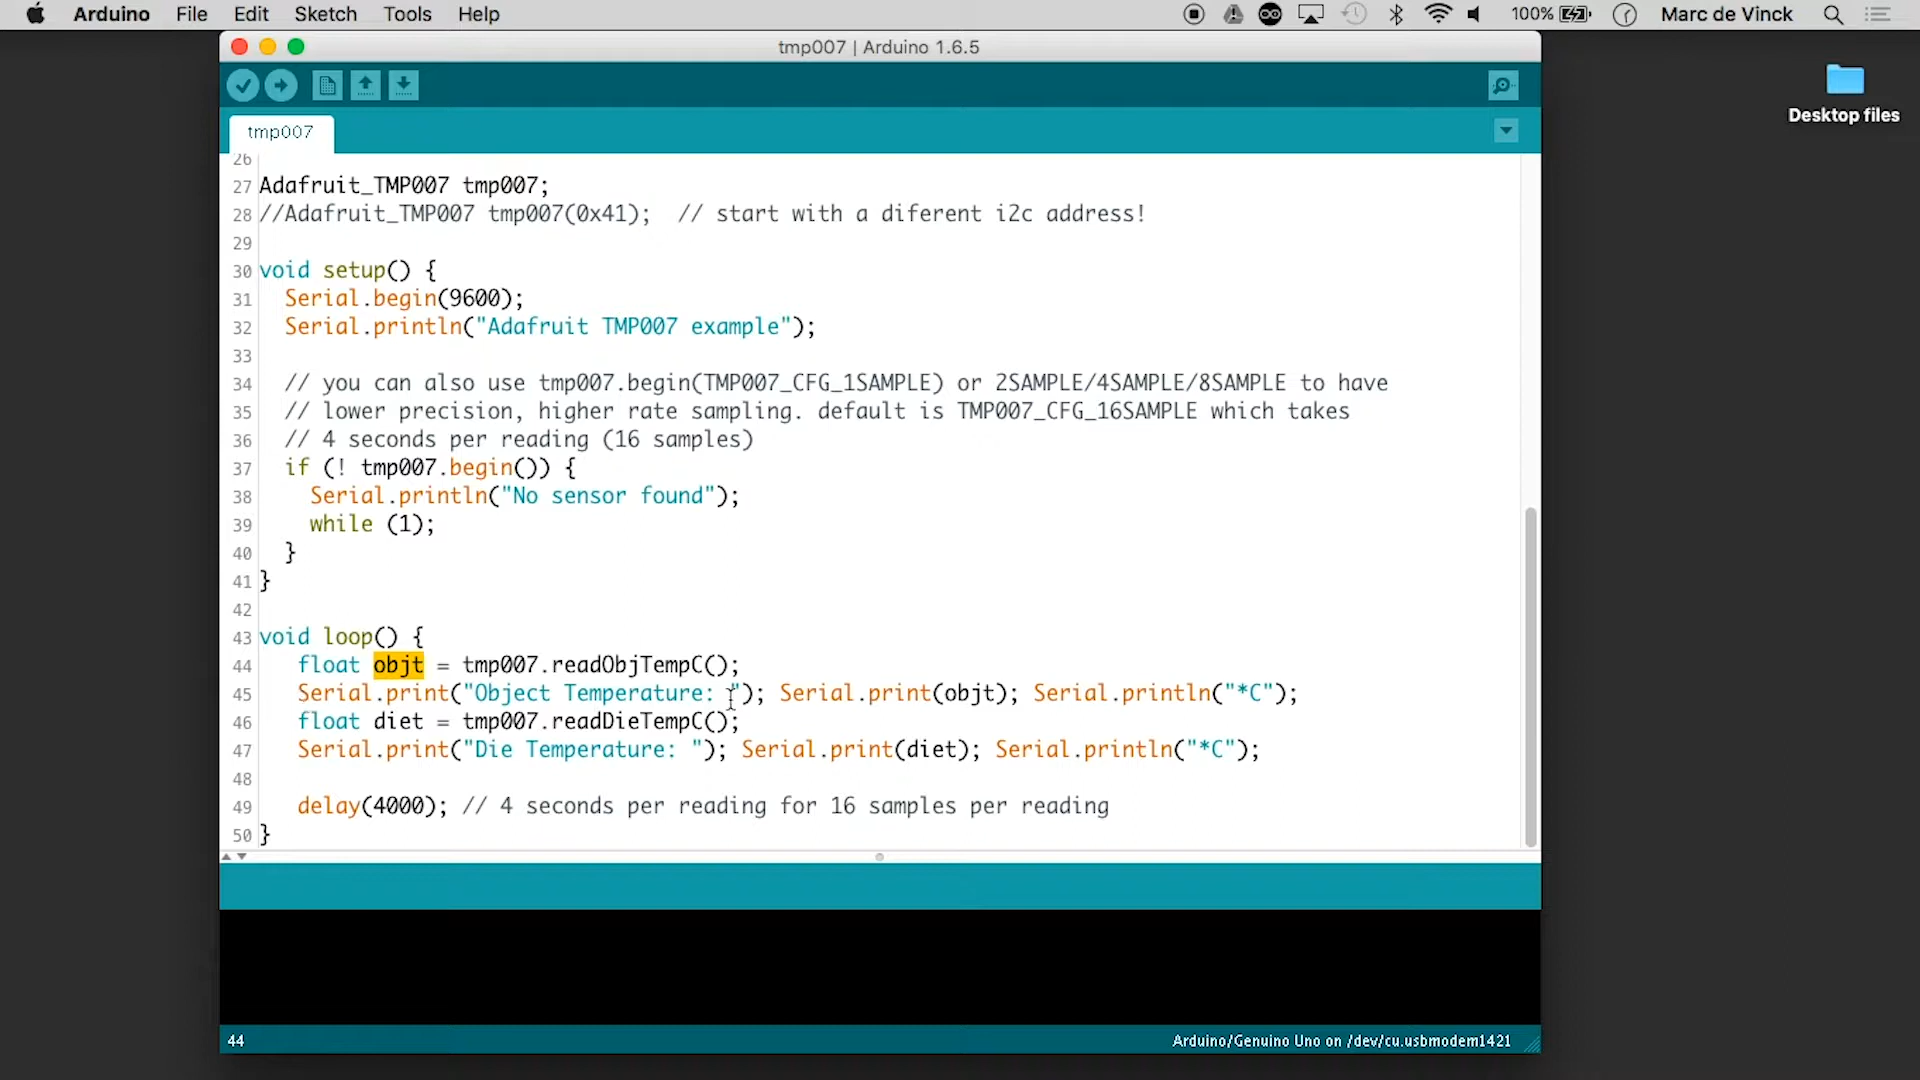 Arduino File Edit Sketch Tools Help 100% Marc de Vinck
tmp007 | Arduino 1.6.5
Desktop files
tmp007
26
27 Adafruit_TMP007 tmp007;
28 //Adafruit_TMP007 tmp007(0x41);  // start with a diferent i2c address!
29
30 void setup() {
31   Serial.begin(9600);
32   Serial.println("Adafruit TMP007 example");
33
34   // you can also use tmp007.begin(TMP007_CFG_1SAMPLE) or 2SAMPLE/4SAMPLE/8SAMPLE to have
35   // lower precision, higher rate sampling. default is TMP007_CFG_16SAMPLE which takes
36   // 4 seconds per reading (16 samples)
37   if (! tmp007.begin()) {
38     Serial.println("No sensor found");
39     while (1);
40   }
41 }
42
43 void loop() {
44    float objt = tmp007.readObjTempC();
45    Serial.print("Object Temperature: "); Serial.print(objt); Serial.println("*C");
46    float diet = tmp007.readDieTempC();
47    Serial.print("Die Temperature: "); Serial.print(diet); Serial.println("*C");
48
49    delay(4000); // 4 seconds per reading for 16 samples per reading
50 }
44 Arduino/Genuino Uno on /dev/cu.usbmodem1421